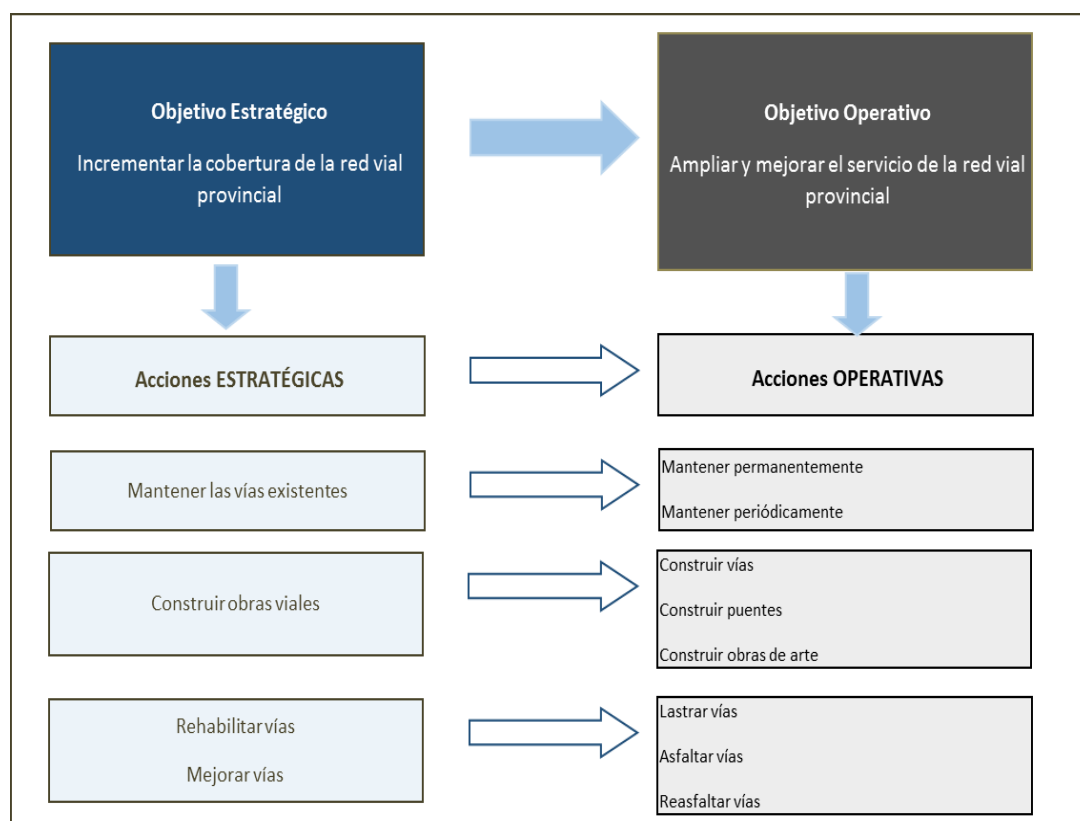 Objetivo Estratégico
Incrementar la cobertura de la red vial
provincial
Objetivo Operativo
Ampliar y mejorar el servicio de la red vial
provincial
Acciones ESTRATÉGICAS
Acciones OPERATIVAS
Mantener las vías existentes
Mantener permanentemente
Mantener periódicamente
Construir obras viales
Construir vías
Construir puentes
Construir obras de arte
Rehabilitar vías
Mejorar vías
Lastrar vías
Asfaltar vías
Reasfaltar vías